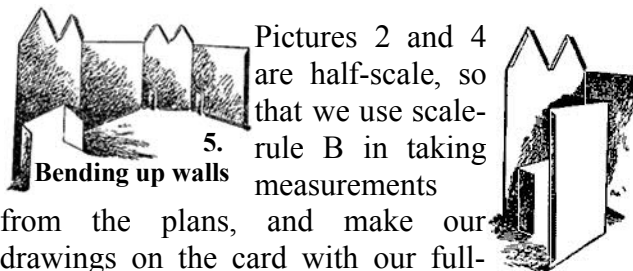 Pictures 2 and 4
are half-scale, so
that we use scale-
rule B in taking
measurements
from the plans, and make our
drawings on the card with our full-
5.
Bending up walls